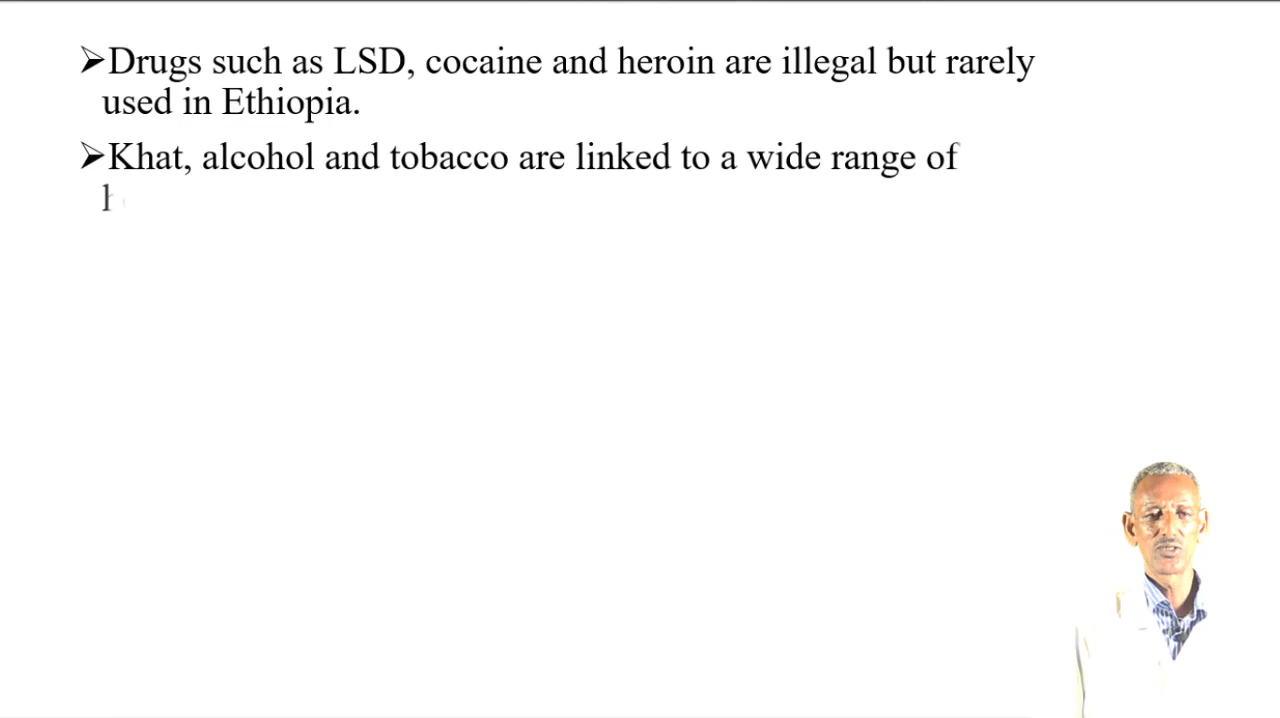 ➢Drugs such as LSD, cocaine and heroin are illegal but rarely
used in Ethiopia.
➢Khat, alcohol and tobacco are linked to a wide range of